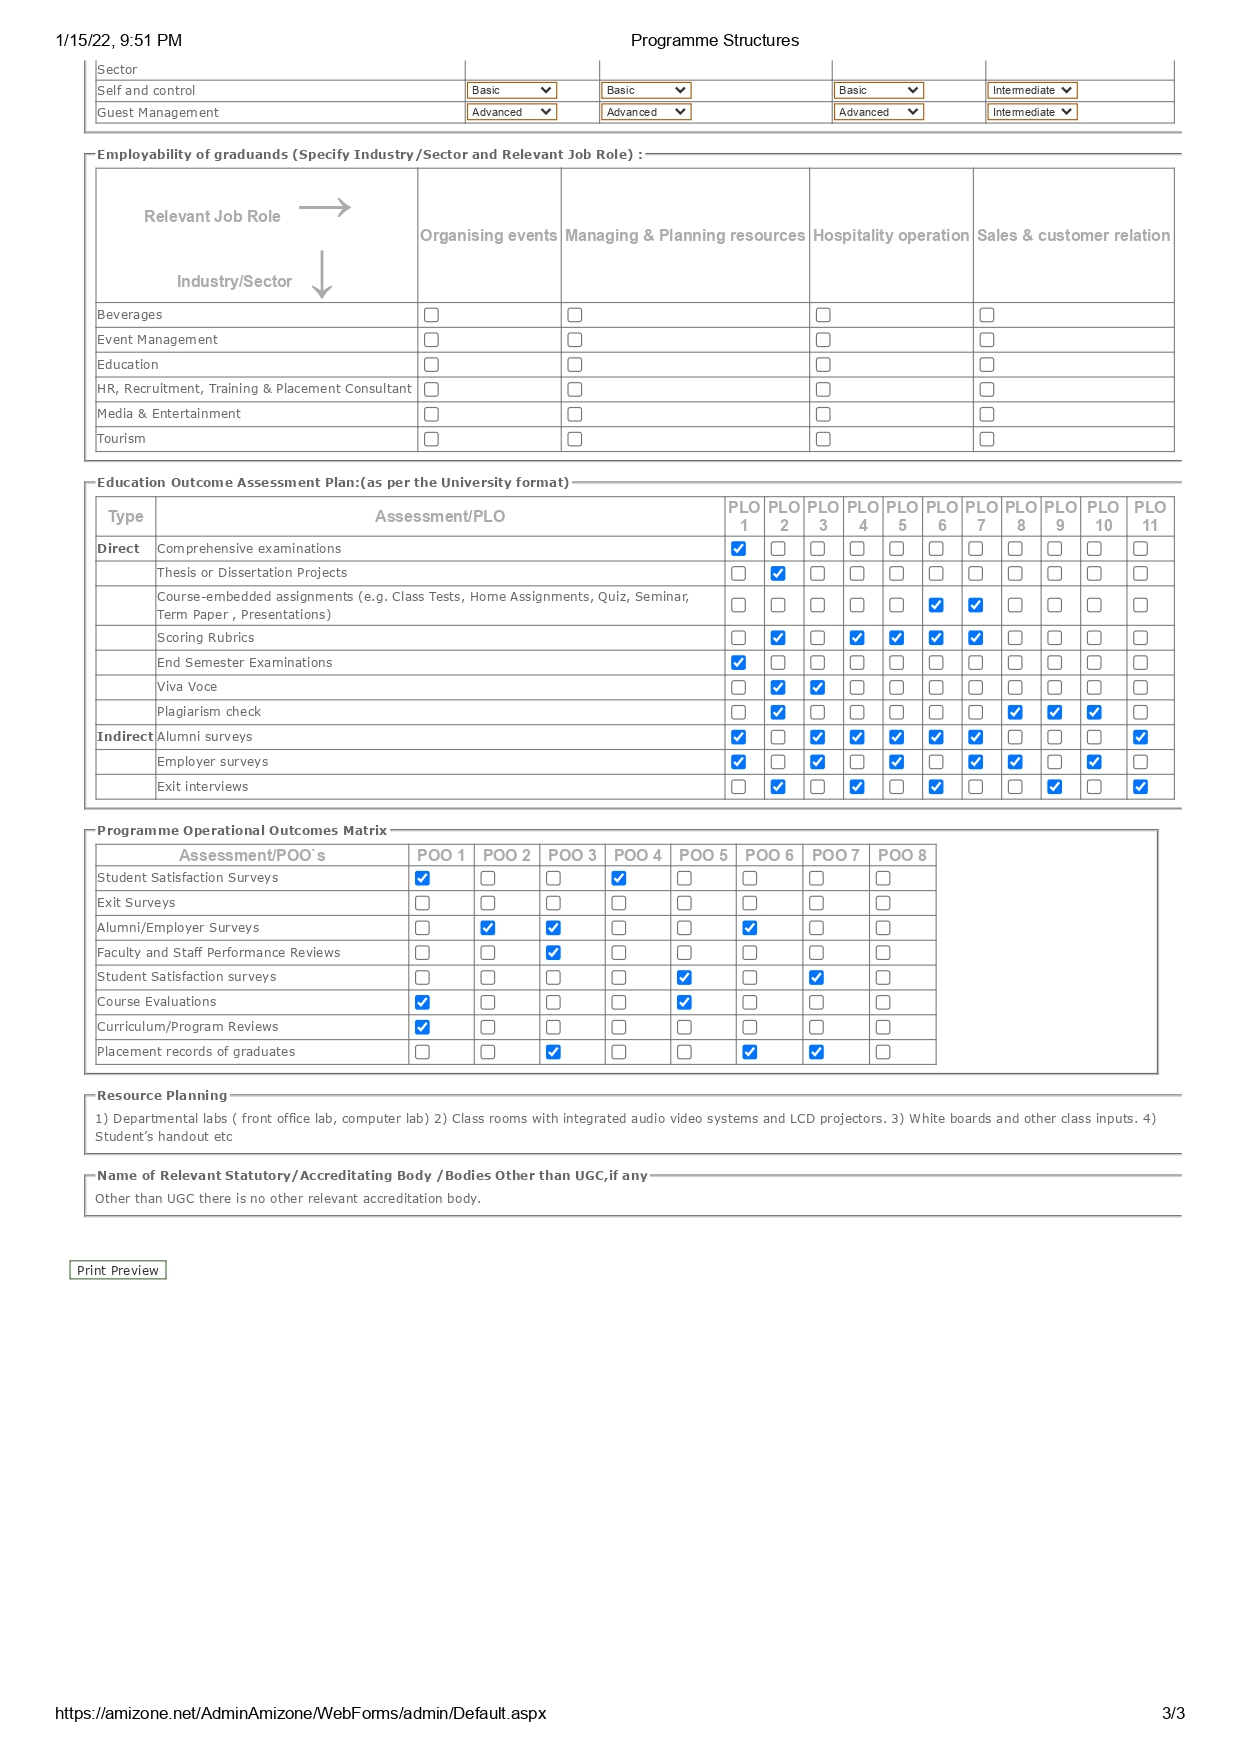 1/15/22, 9:51 PM Programme Structures
Sector
Self and control Basic Basic Basic Intermediate
Guest Management Advanced Advanced Advanced Intermediate
Employability of graduands (Specify Industry/Sector and Relevant Job Role) :
Relevant Job Role
Industry/Sector
Organising events Managing & Planning resources Hospitality operation Sales & customer relation
Beverages
Event Management
Education
HR, Recruitment, Training & Placement Consultant
Media & Entertainment
Tourism
Education Outcome Assessment Plan:(as per the University format)
Type Assessment/PLO PLO 1 PLO 2 PLO 3 PLO 4 PLO 5 PLO 6 PLO 7 PLO 8 PLO 9 PLO 10 PLO 11
Direct Comprehensive examinations
Thesis or Dissertation Projects
Course-embedded assignments (e.g. Class Tests, Home Assignments, Quiz, Seminar,
Term Paper , Presentations)
Scoring Rubrics
End Semester Examinations
Viva Voce
Plagiarism check
Indirect Alumni surveys
Employer surveys
Exit interviews
Programme Operational Outcomes Matrix
Assessment/POO`s POO 1 POO 2 POO 3 POO 4 POO 5 POO 6 POO 7 POO 8
Student Satisfaction Surveys
Exit Surveys
Alumni/Employer Surveys
Faculty and Staff Performance Reviews
Student Satisfaction surveys
Course Evaluations
Curriculum/Program Reviews
Placement records of graduates
Resource Planning
1) Departmental labs ( front office lab, computer lab) 2) Class rooms with integrated audio video systems and LCD projectors. 3) White boards and other class inputs. 4)
Student’s handout etc
Name of Relevant Statutory/Accreditating Body /Bodies Other than UGC,if any
Other than UGC there is no other relevant accreditation body.
Print Preview
https://amizone.net/AdminAmizone/WebForms/admin/Default.aspx 3/3